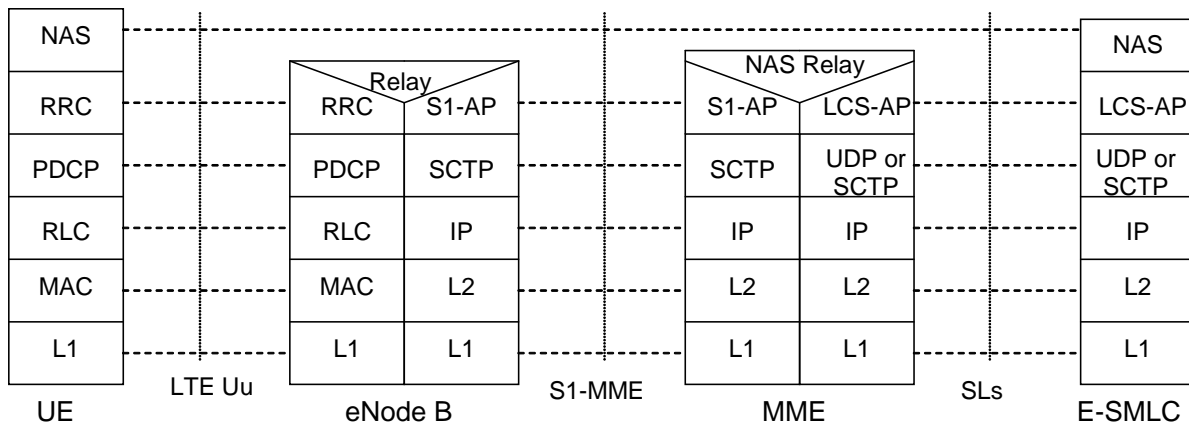 NAS
NAS
Relay
NAS Relay
RRC
RRC
S1-AP
S1-AP
LCS-AP
LCS-AP
PDCP
PDCP
SCTP
SCTP
UDP or
SCTP
UDP or
SCTP
RLC
RLC
IP
IP
IP
IP
MAC
MAC
L2
L2
L2
L2
L1
L1
L1
L1
L1
L1
LTE Uu
S1-MME
SLs
UE
eNode B
MME
E-SMLC